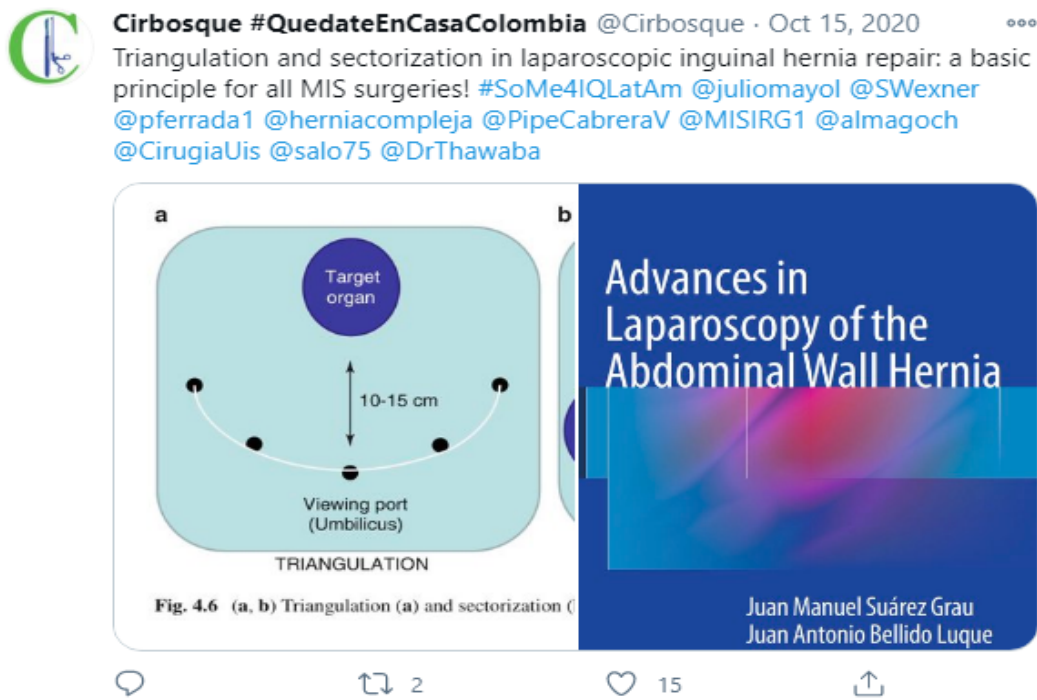 Cirbosque #QuedateEnCasaColombia @Cirbosque · Oct 15, 2020
Triangulation and sectorization in laparoscopic inguinal hernia repair: a basic
principle for all MIS surgeries! #SoMe4IQLatAm @juliomayol @SWexner
@pferrada1 @herniacompleja @PipeCabreraV @MISIRG1 @almagoch
@CirugiaUis @salo75 @DrThawaba
a
Target
organ
10-15 cm
Viewing port
(Umbilicus)
TRIANGULATION
Fig. 4.6 (a, b) Triangulation (a) and sectorization (
b
Advances in
Laparoscopy of the
Abdominal Wall Hernia
Juan Manuel Suárez Grau
Juan Antonio Bellido Luque
2
15